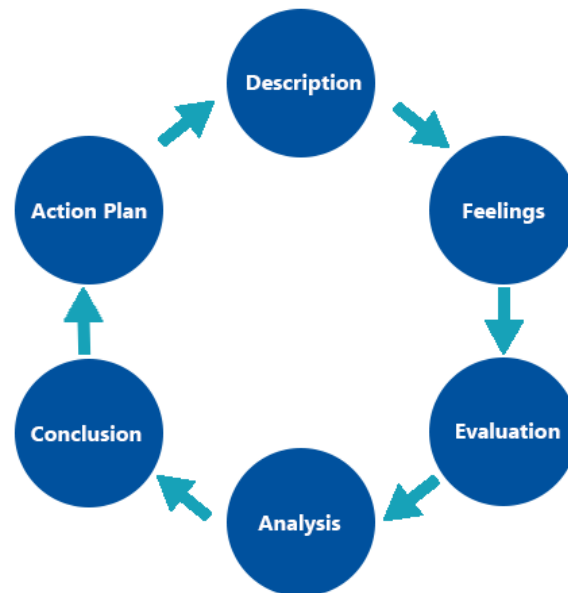 Description
Feelings
Evaluation
Analysis
Conclusion
Action Plan